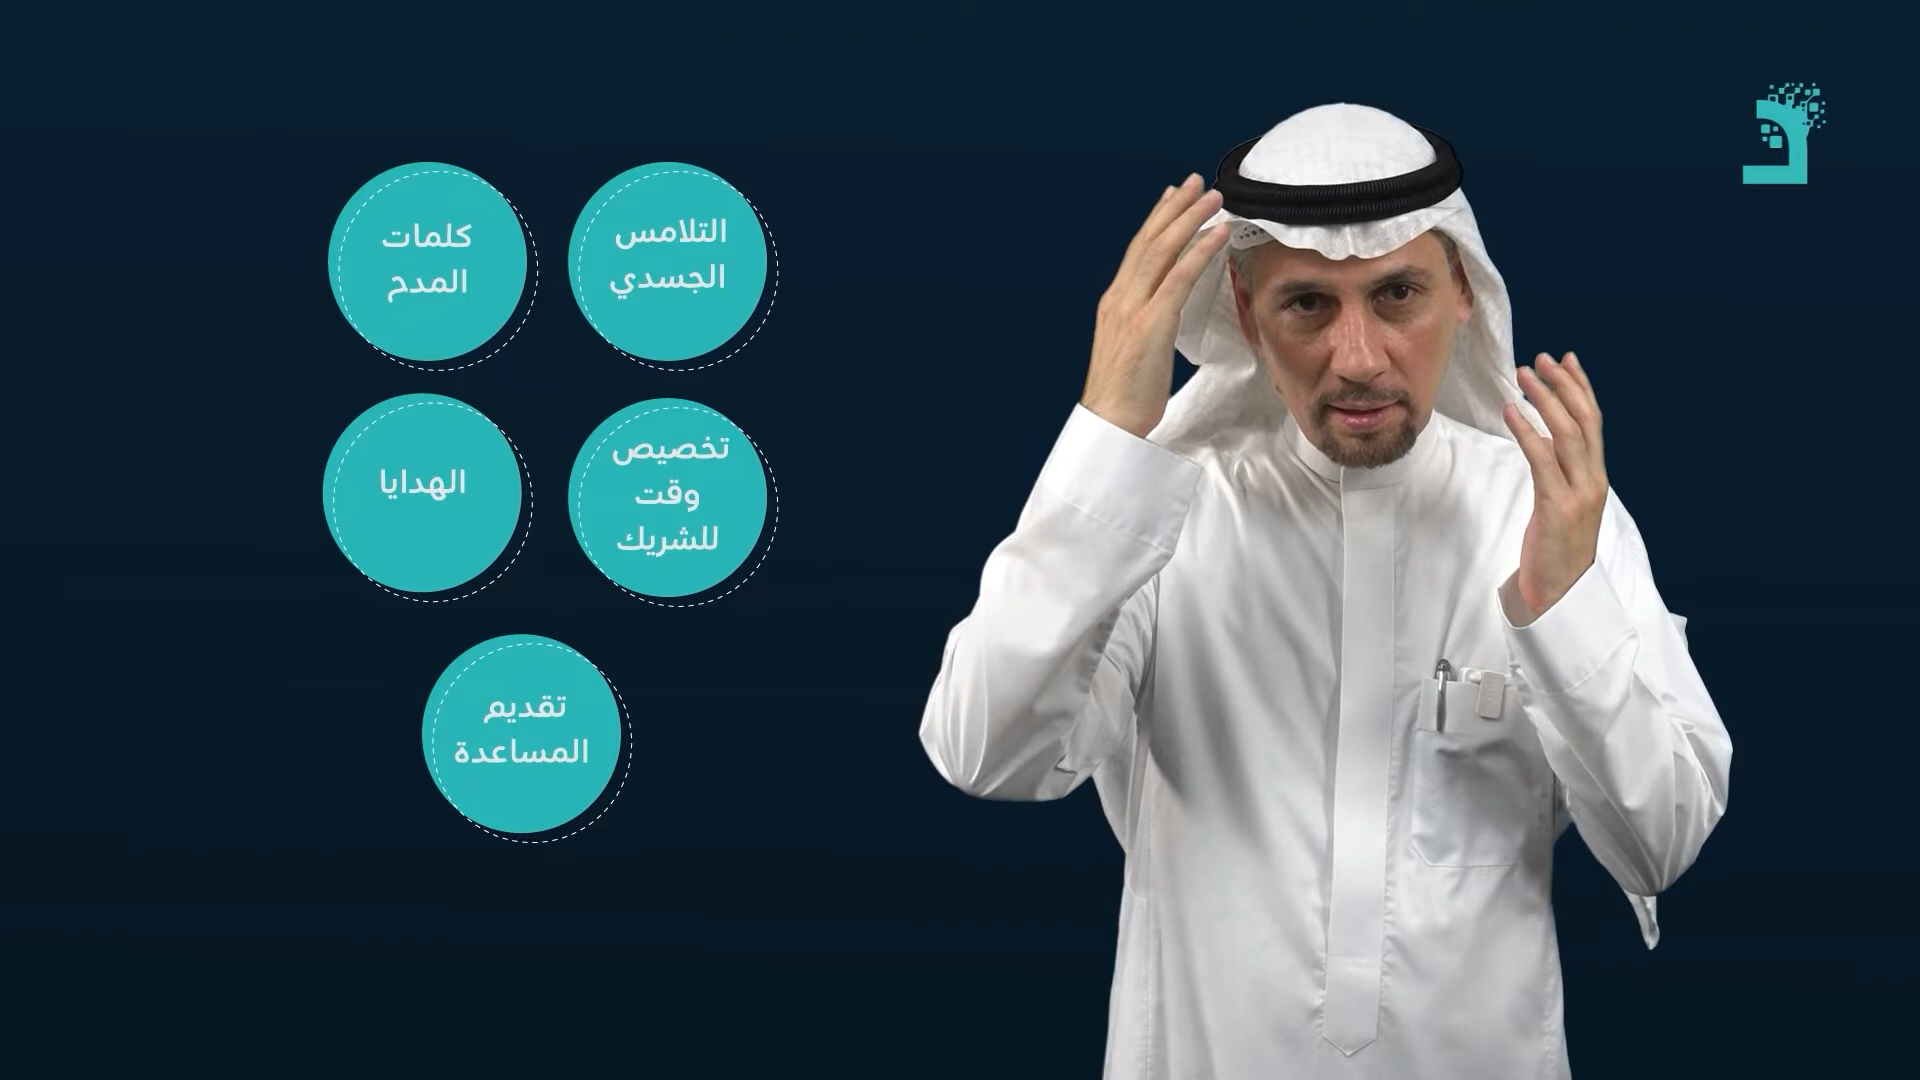 التلامس
الجسدي
كلمات
المدح
تخصيص
وقت
للشريك
الهدايا
تقديم
المساعدة